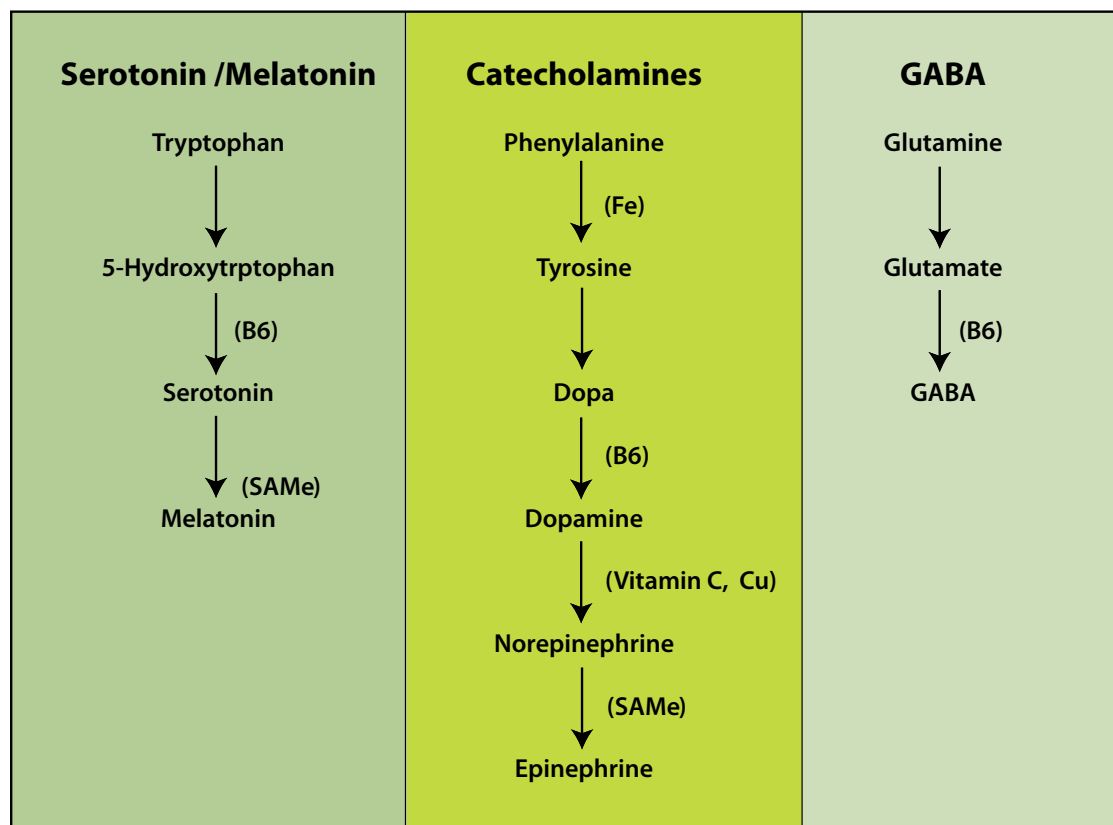 Serotonin /Melatonin
Tryptophan
5-Hydroxytrptophan
(B6)
Serotonin
(SAMe)
Melatonin
Catecholamines
Phenylalanine
(Fe)
Tyrosine
Dopa
(B6)
Dopamine
(Vitamin C, Cu)
Norepinephrine
(SAMe)
Epinephrine
GABA
Glutamine
Glutamate
(B6)
GABA